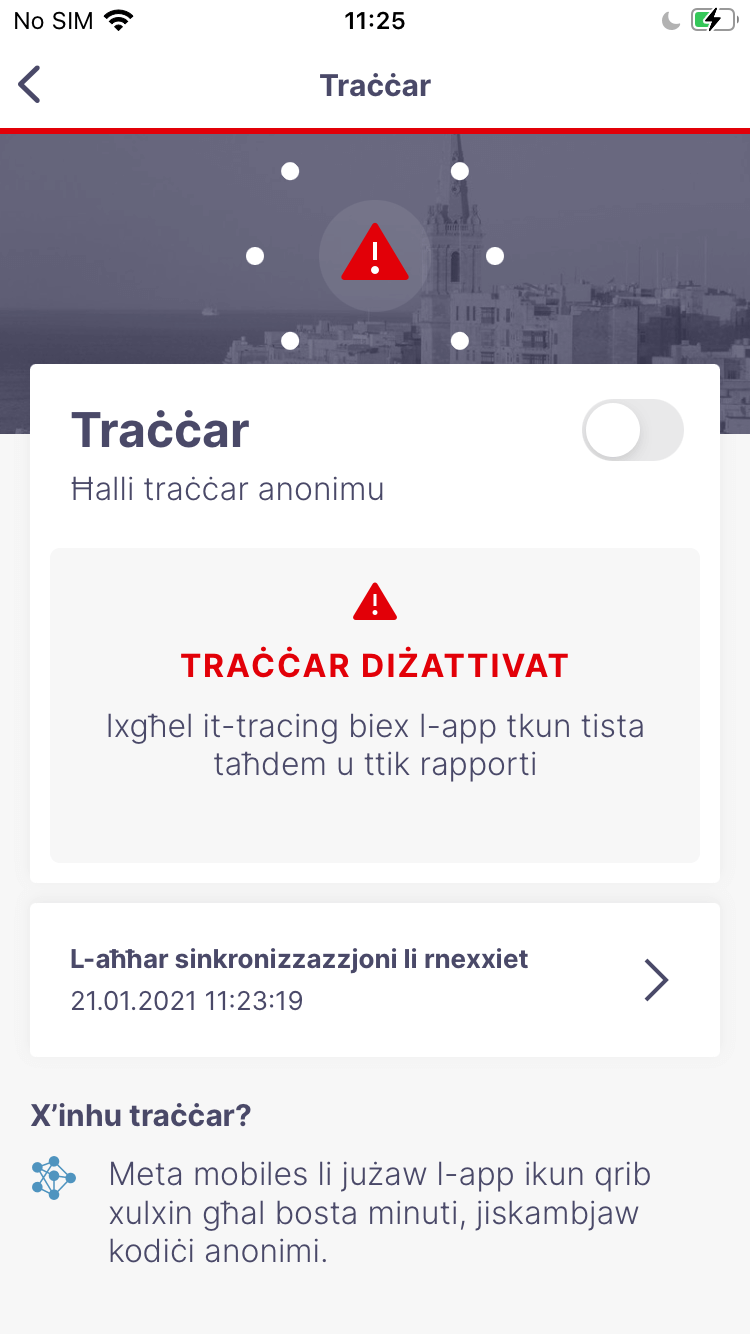 No SIM 11:25
Traċċar
Traċċar
Ħalli traċċar anonimu
TRAĊĊAR DIŻATTIVAT
Ixgħel it-tracing biex l-app tkun tista
taħdem u ttik rapporti
L-aħħar sinkronizzazzjoni li rnexxiet
21.01.2021 11:23:19
X’inhu traċċar?
Meta mobiles li jużaw l-app ikun qrib
xulxin għal bosta minuti, jiskambjaw
kodiċi anonimi.